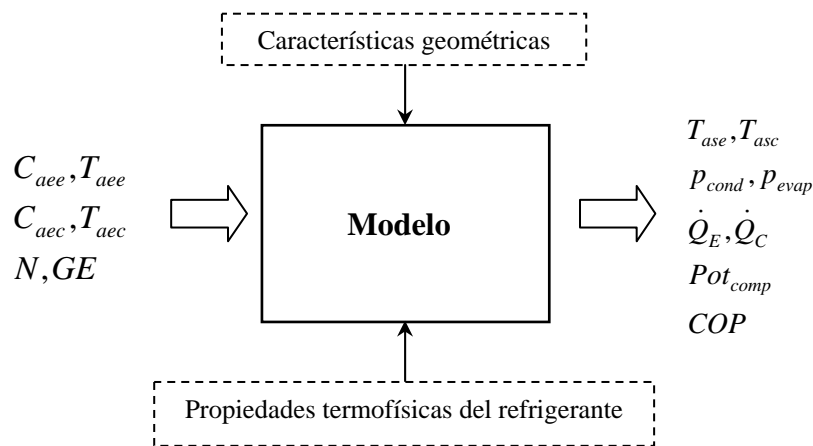 Características geométricas
C_aee, T_aee
C_aec, T_aec
N, GE
Modelo
T_ase, T_asc
p_cond, p_evap
Q̇_E, Q̇_C
Pot_comp
COP
Propiedades termofísicas del refrigerante